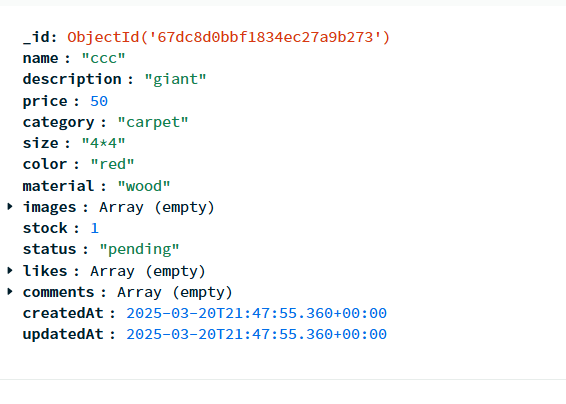 _id: ObjectId('67dc8d0bbf1834ec27a9b273')
name : "ccc"
description : "giant"
price : 50
category : "carpet"
size : "4*4"
color : "red"
material : "wood"
images : Array (empty)
stock : 1
status : "pending"
likes : Array (empty)
comments : Array (empty)
createdAt : 2025-03-20T21:47:55.360+00:00
updatedAt : 2025-03-20T21:47:55.360+00:00